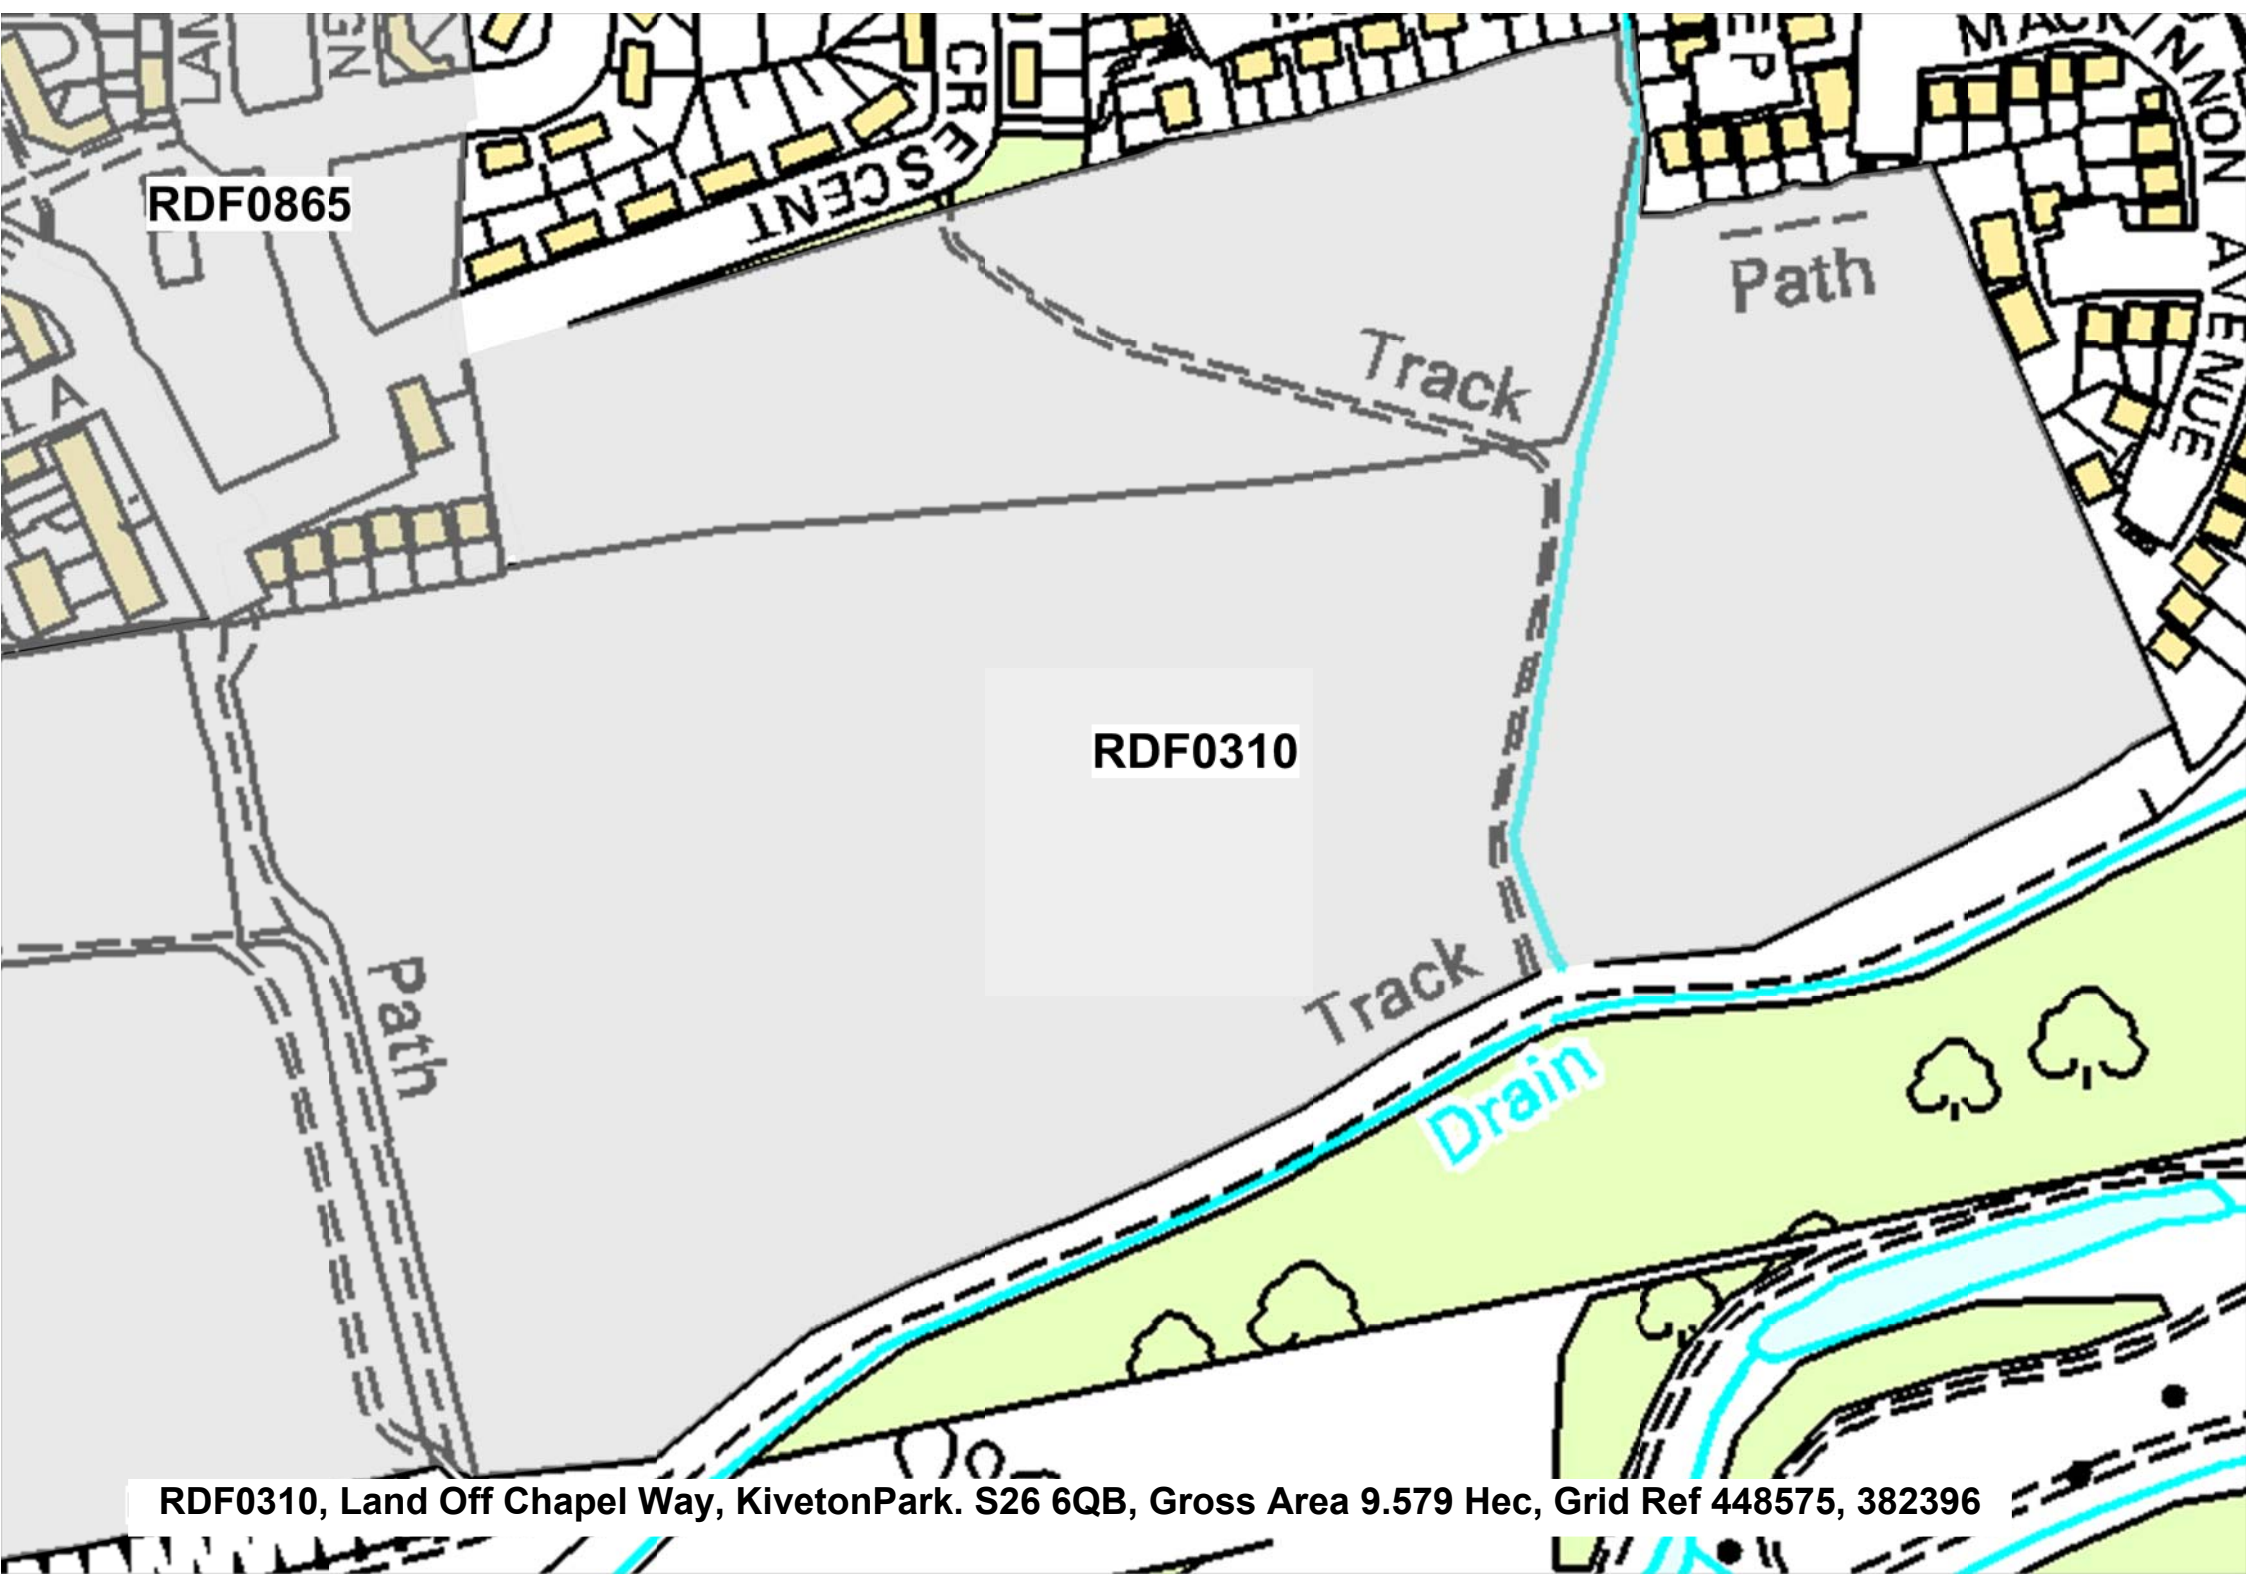 CRESCENT
MACKINNON AVENUE
RDF0865
Path
Track
RDF0310
Track
Path
Drain
RDF0310, Land Off Chapel Way, KivetonPark. S26 6QB, Gross Area 9.579 Hec, Grid Ref 448575, 382396